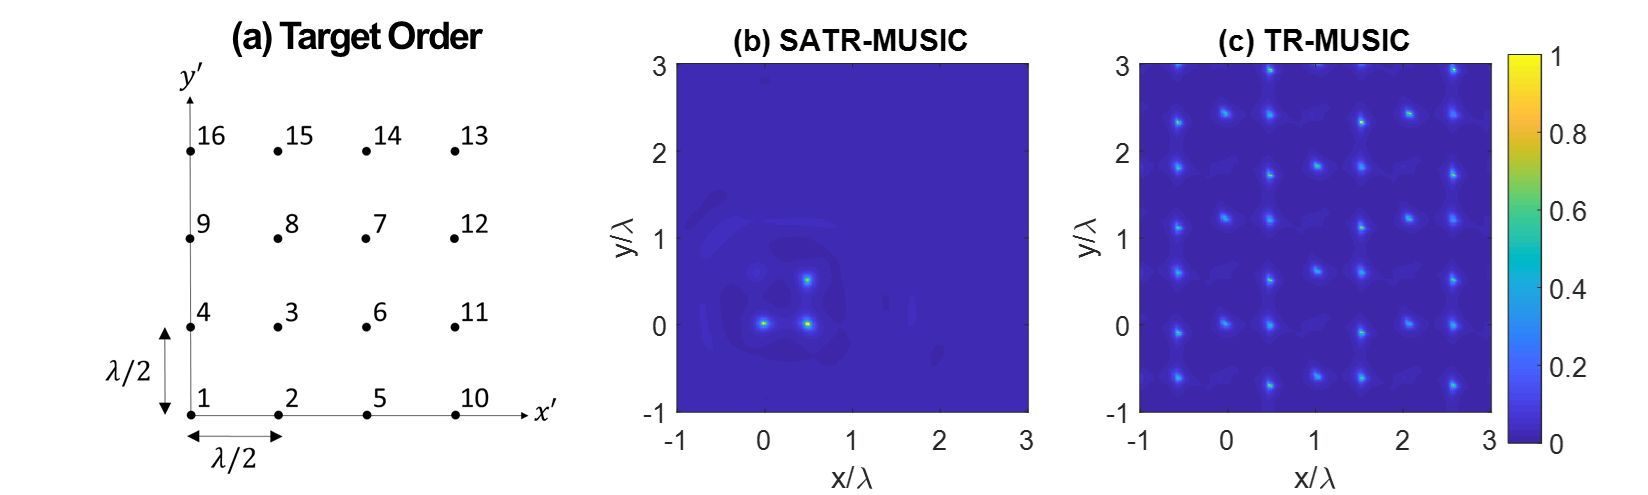 (a) Target Order
y′
16 15 14 13
9 8 7 12
4 3 6 11
λ/2
1 2 5 10
x′
λ/2
(b) SATR-MUSIC
3
2
1
0
-1
y/λ
-1 0 1 2 3
x/λ
(c) TR-MUSIC
3
2
1
0
-1
y/λ
-1 0 1 2 3
x/λ
1
0.8
0.6
0.4
0.2
0